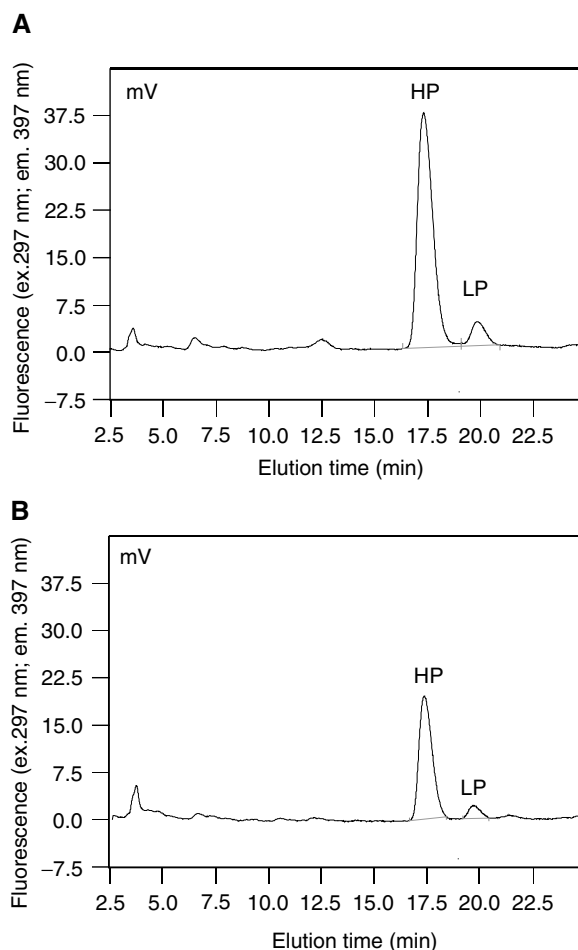 A
Fluorescence (ex.297 nm; em. 397 nm)
mV
HP
LP
37.5
30.0
22.5
15.0
7.5
0.0
−7.5
2.5 5.0 7.5 10.0 12.5 15.0 17.5 20.0 22.5
Elution time (min)
B
Fluorescence (ex.297 nm; em. 397 nm)
mV
HP
LP
37.5
30.0
22.5
15.0
7.5
0.0
−7.5
2.5 5.0 7.5 10.0 12.5 15.0 17.5 20.0 22.5
Elution time (min)